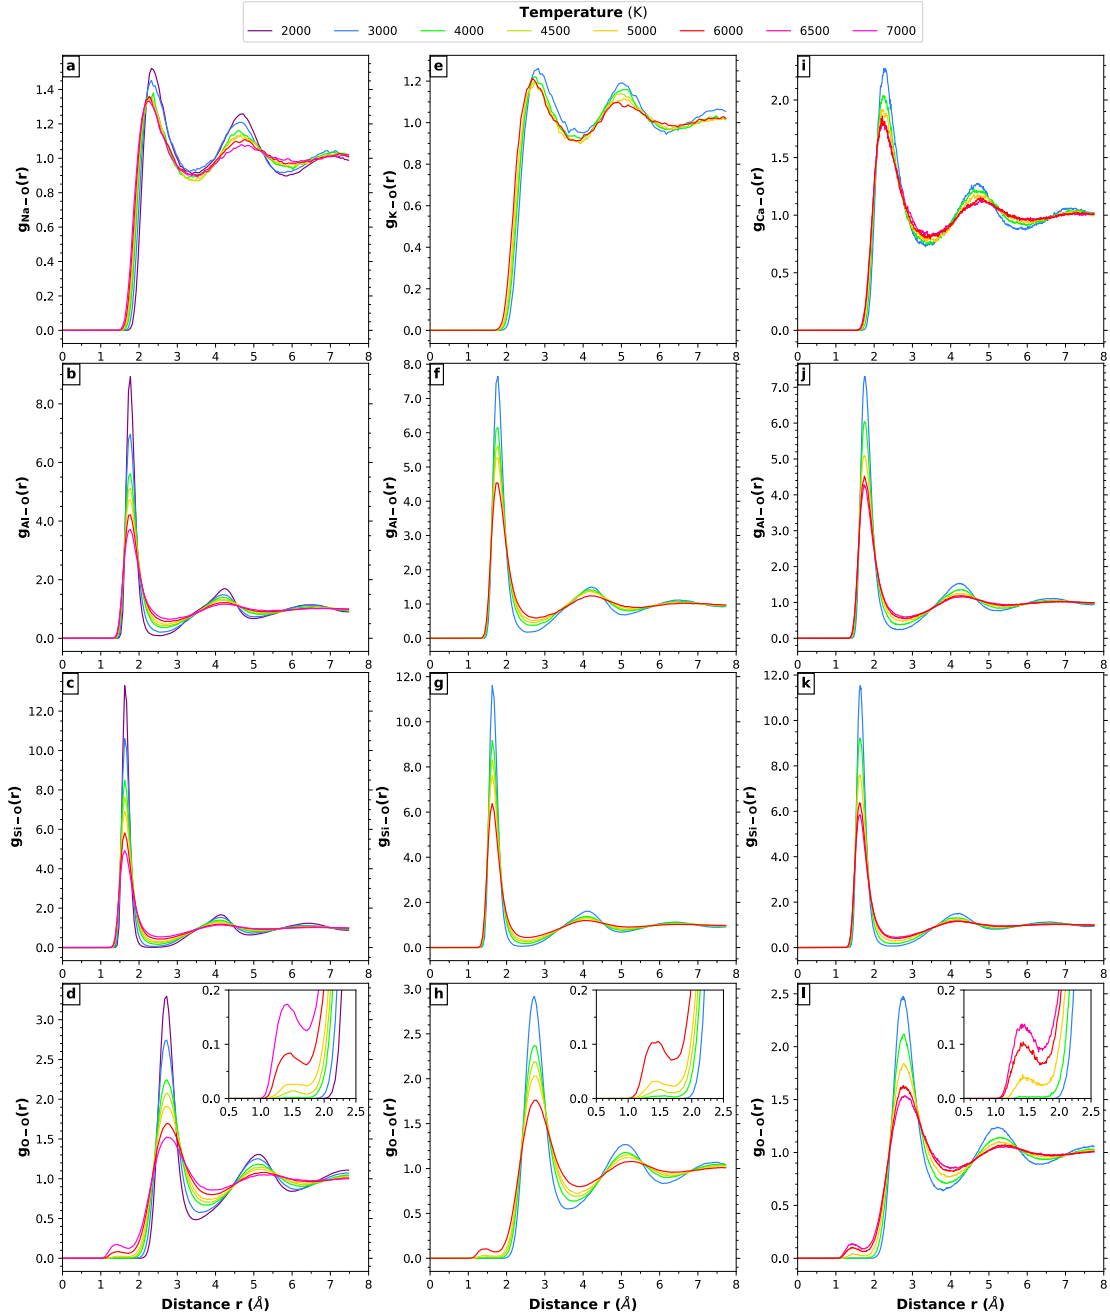 Temperature (K)
2000 3000 4000 4500 5000 6000 6500 7000
a
g Na−O(r)
0.0 0.2 0.4 0.6 0.8 1.0 1.2 1.4
0 1 2 3 4 5 6 7 8
e
g K−O(r)
0.0 0.2 0.4 0.6 0.8 1.0 1.2
0 1 2 3 4 5 6 7 8
i
g Ca−O(r)
0.0 0.5 1.0 1.5 2.0
0 1 2 3 4 5 6 7 8
b
g Al−O(r)
0.0 2.0 4.0 6.0 8.0
0 1 2 3 4 5 6 7 8
f
g Al−O(r)
0.0 1.0 2.0 3.0 4.0 5.0 6.0 7.0
0 1 2 3 4 5 6 7 8
j
g Al−O(r)
0.0 1.0 2.0 3.0 4.0 5.0 6.0 7.0
0 1 2 3 4 5 6 7 8
c
g Si−O(r)
0.0 2.0 4.0 6.0 8.0 10.0 12.0
0 1 2 3 4 5 6 7 8
g
g Si−O(r)
0.0 2.0 4.0 6.0 8.0 10.0 12.0
0 1 2 3 4 5 6 7 8
k
g Si−O(r)
0.0 2.0 4.0 6.0 8.0 10.0 12.0
0 1 2 3 4 5 6 7 8
d
g O−O(r)
0.0 0.5 1.0 1.5 2.0 2.5 3.0
0.0 0.1 0.2
0.5 1.0 1.5 2.0 2.5
0 1 2 3 4 5 6 7 8
Distance r (Å)
h
g O−O(r)
0.0 0.5 1.0 1.5 2.0 2.5 3.0
0.0 0.1 0.2
0.5 1.0 1.5 2.0 2.5
0 1 2 3 4 5 6 7 8
Distance r (Å)
l
g O−O(r)
0.0 0.5 1.0 1.5 2.0 2.5
0.0 0.1 0.2
0.5 1.0 1.5 2.0 2.5
0 1 2 3 4 5 6 7 8
Distance r (Å)